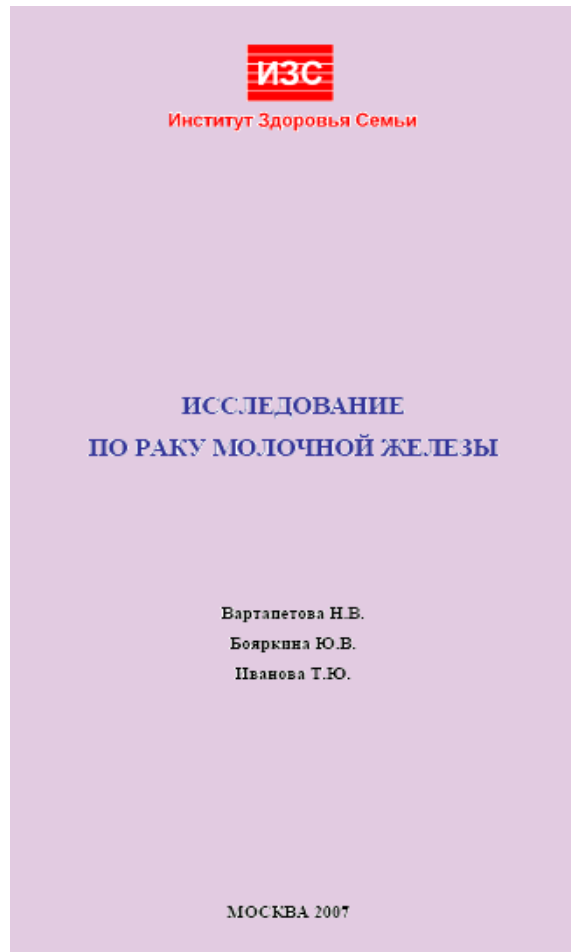 ИЗС
Институт Здоровья Семьи
ИССЛЕДОВАНИЕ
ПО РАКУ МОЛОЧНОЙ ЖЕЛЕЗЫ
Вартапетова Н.В.
Бояркина Ю.В.
Иванова Т.Ю.
МОСКВА 2007